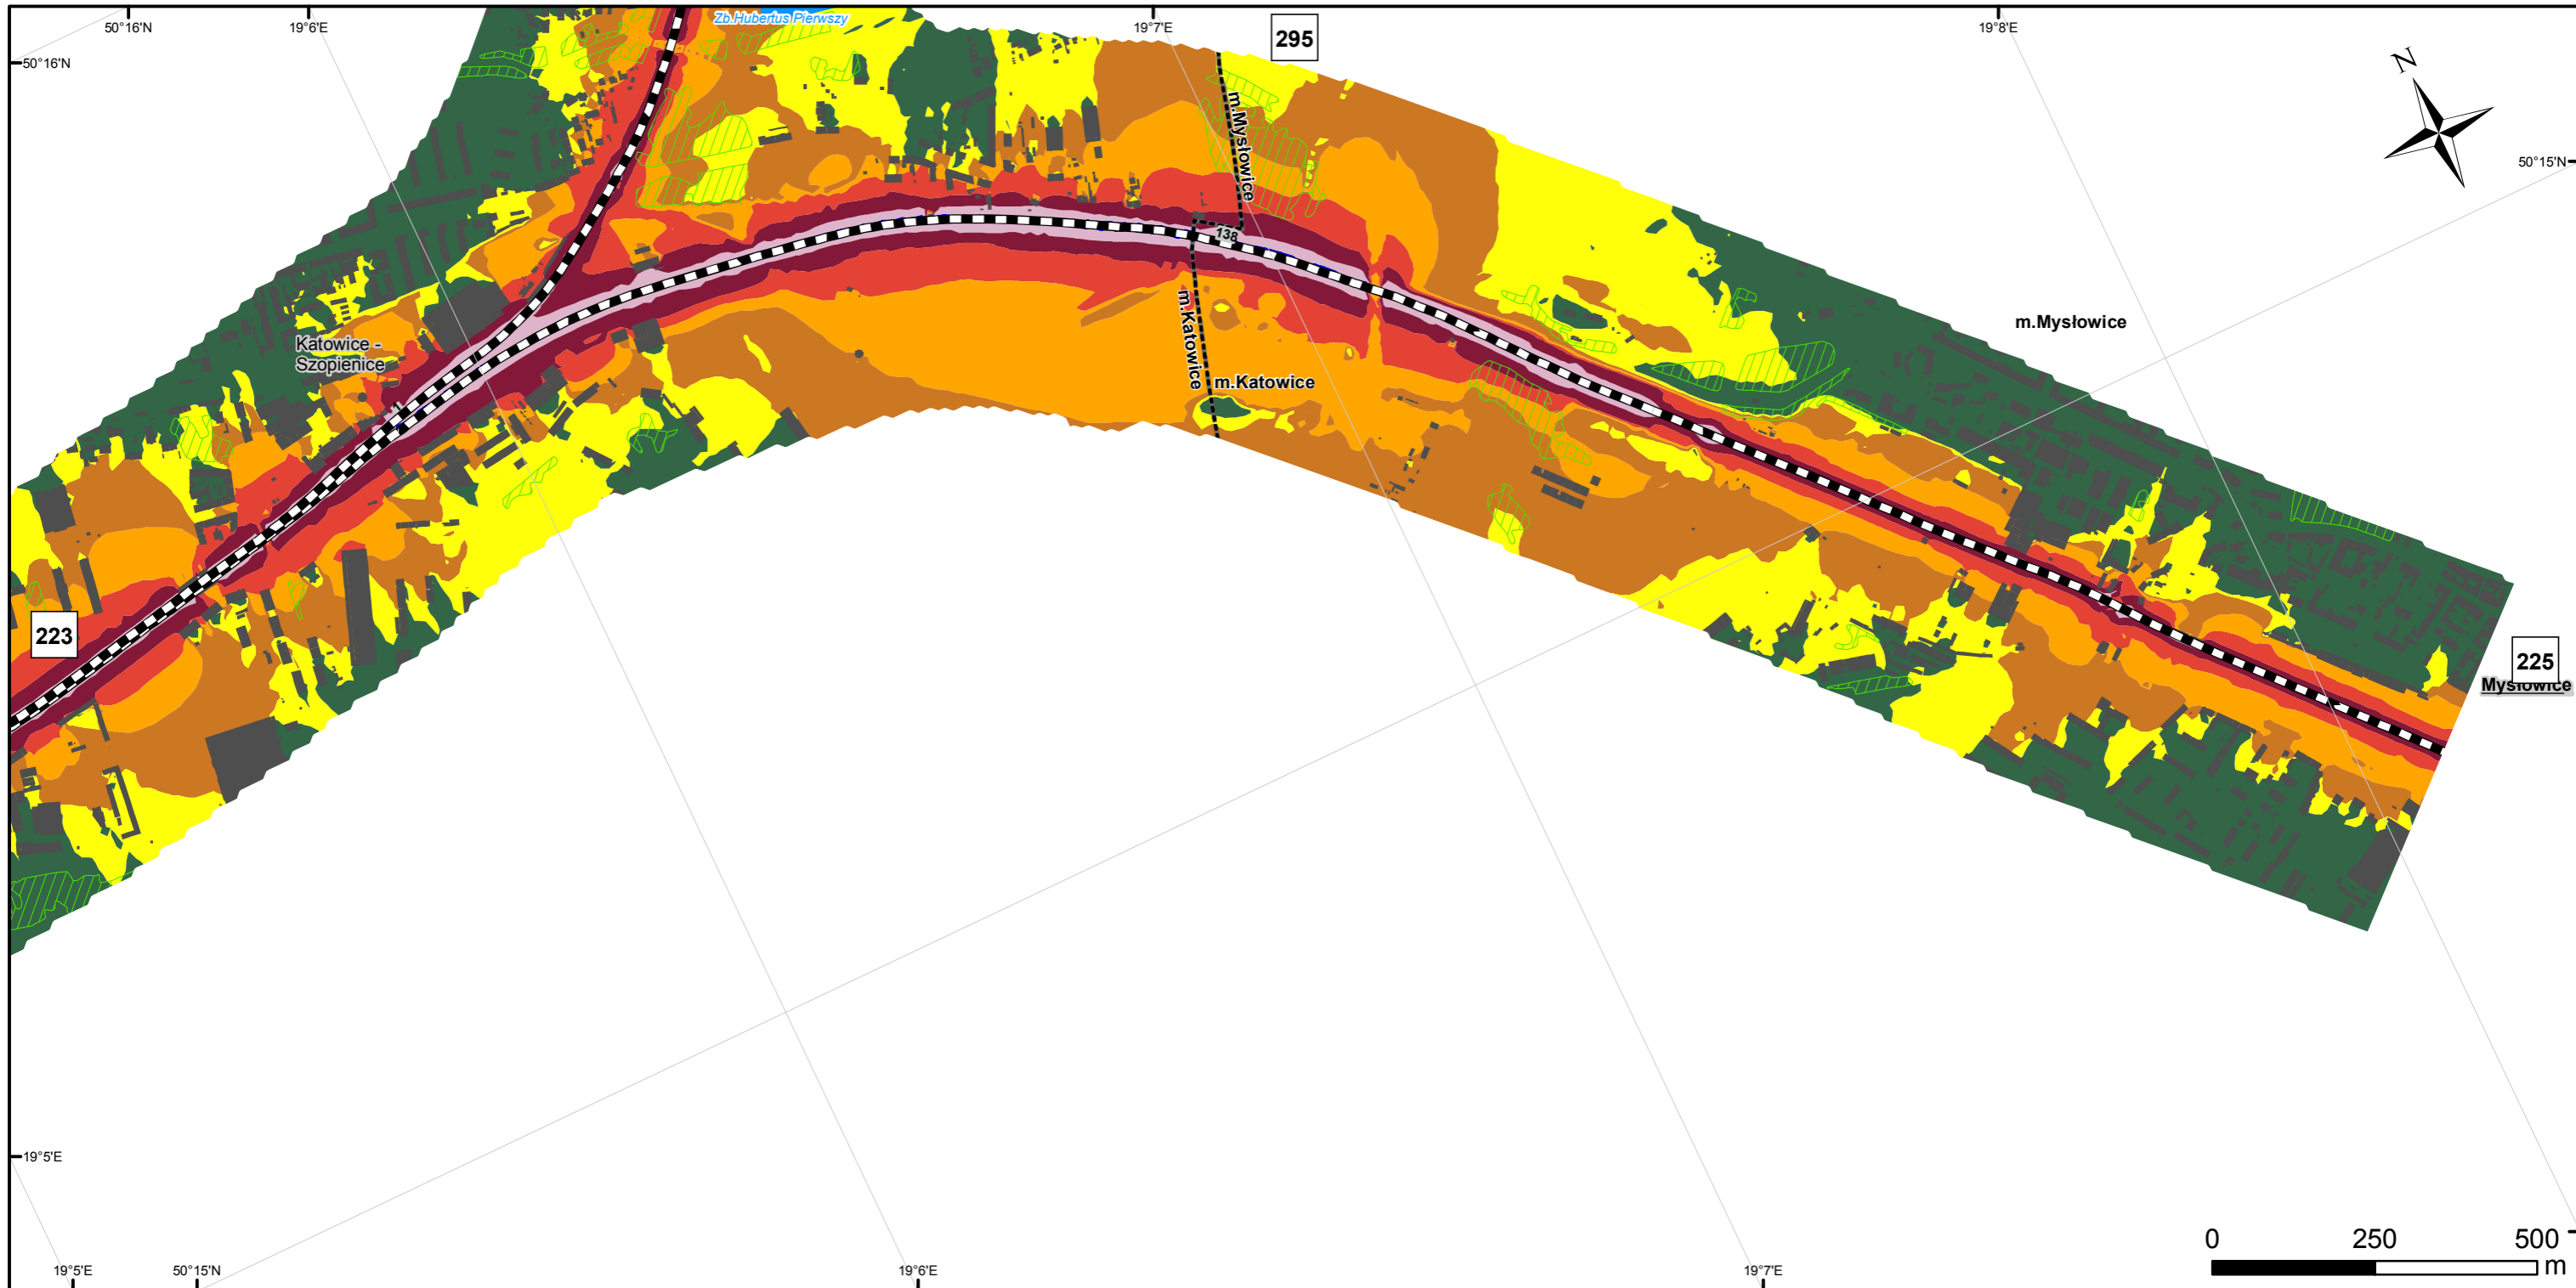 Zb.Hubertus Pierwszy
50°16'N
19°6'E
19°7'E
19°8'E
295
N
50°16'N
50°15'N
m.Mysłowice
138
m.Katowice
m.Katowice
m.Mysłowice
Katowice -
Szopienice
223
225
Mysłowice
19°5'E
0 250 500
m
19°5'E
50°15'N
19°6'E
19°7'E